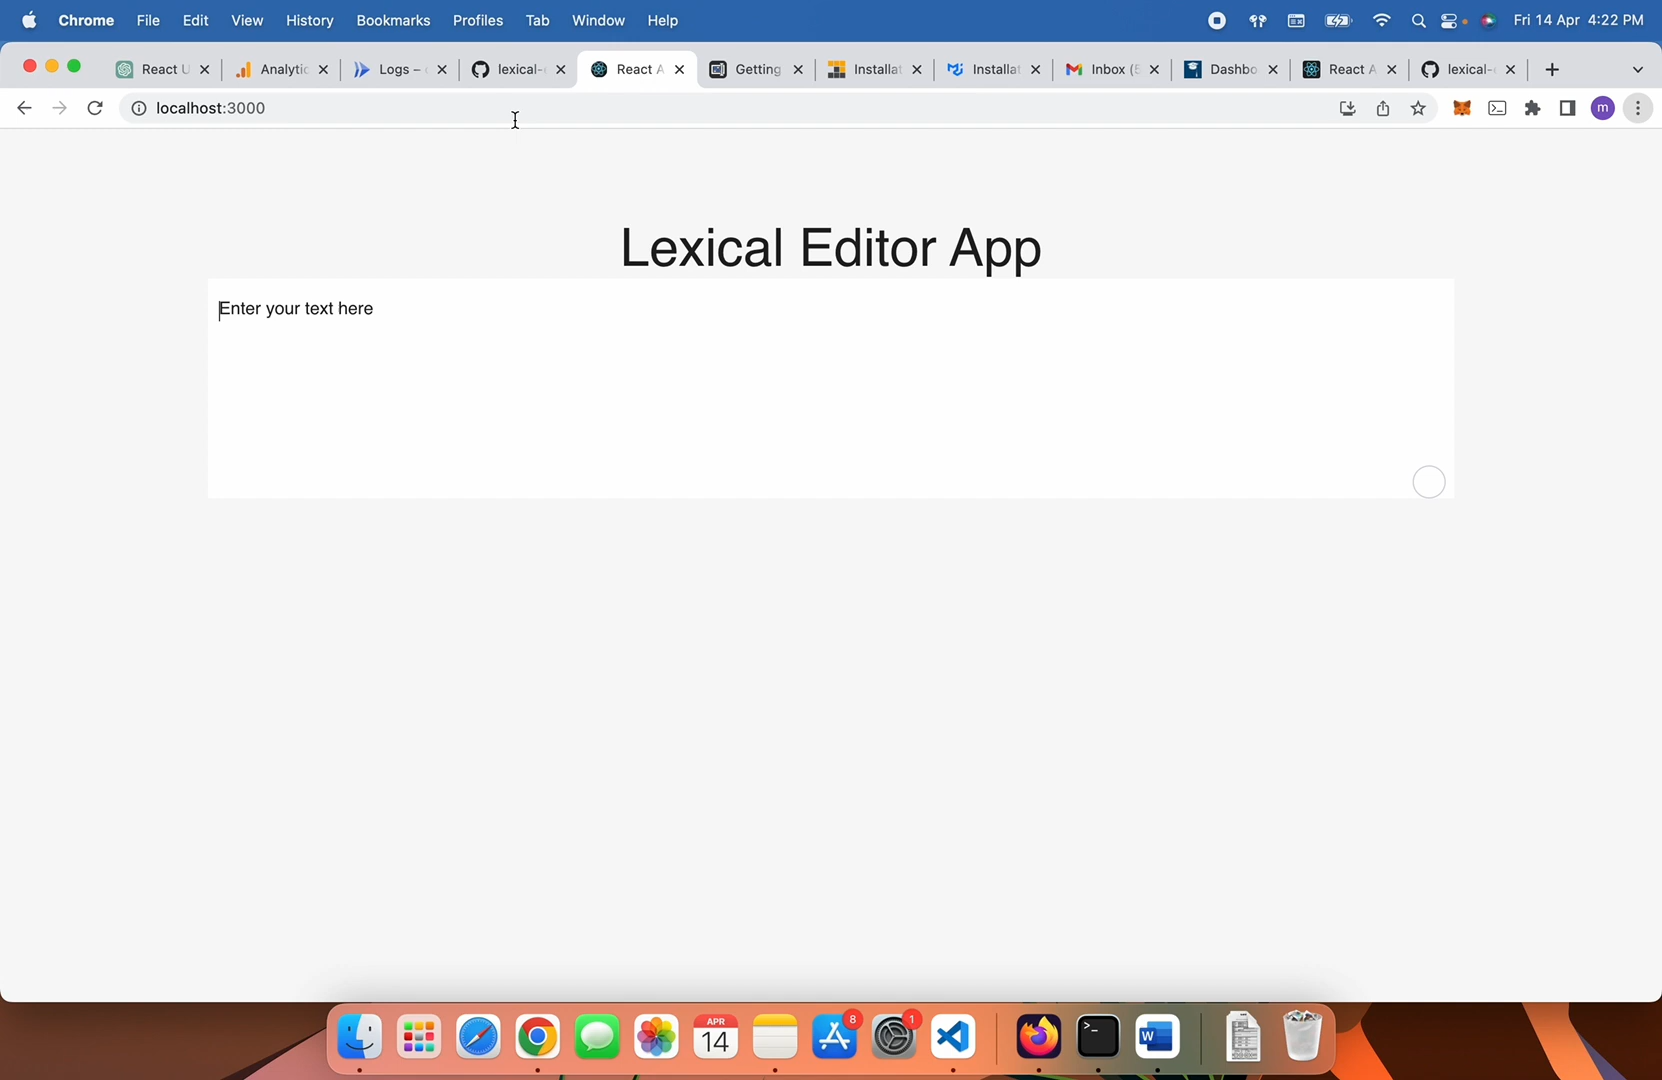 Chrome File Edit View History Bookmarks Profiles Tab Window Help Fri 14 Apr 4:22 PM
React U Analytic Logs – lexical- React A Getting Installat Installat Inbox (5 Dashbo React A lexical-
localhost:3000 m
Lexical Editor App
Enter your text here
APR 8 1
14 W